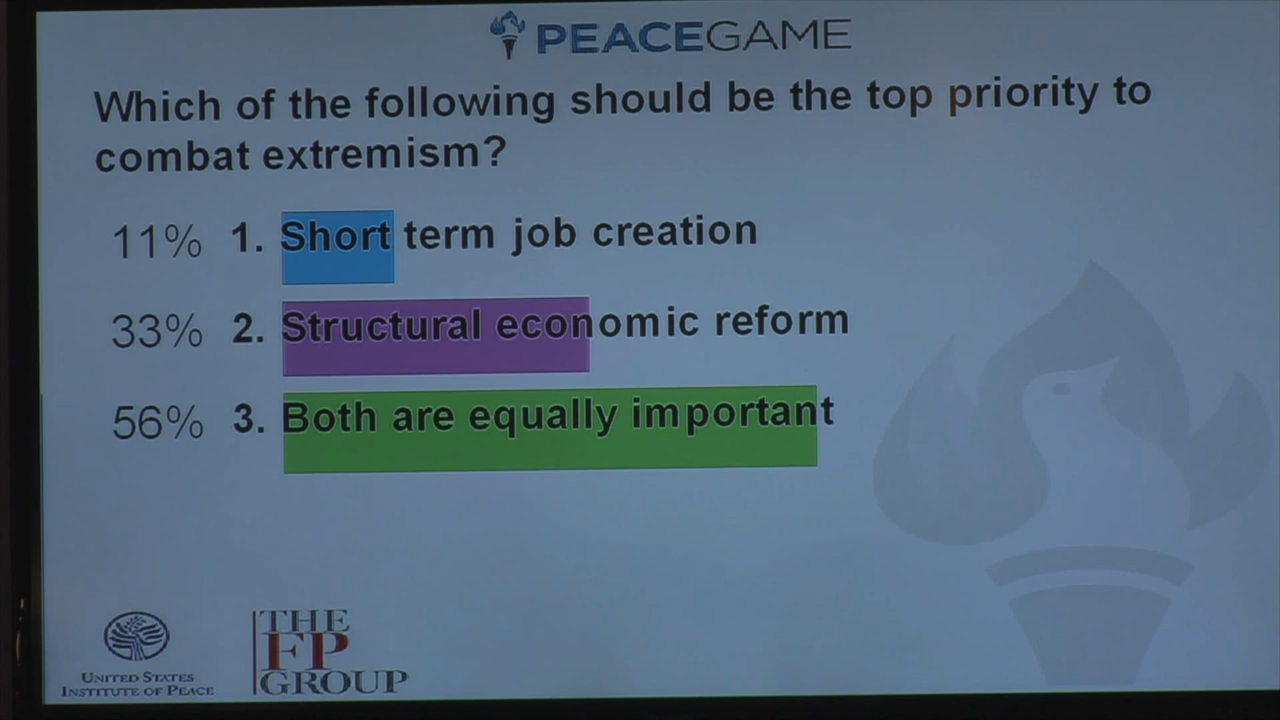 PEACEGAME
Which of the following should be the top priority to
combat extremism?
11% 1. Short term job creation
33% 2. Structural economic reform
56% 3. Both are equally important
UNITED STATES
INSTITUTE OF PEACE
THE
FP
GROUP